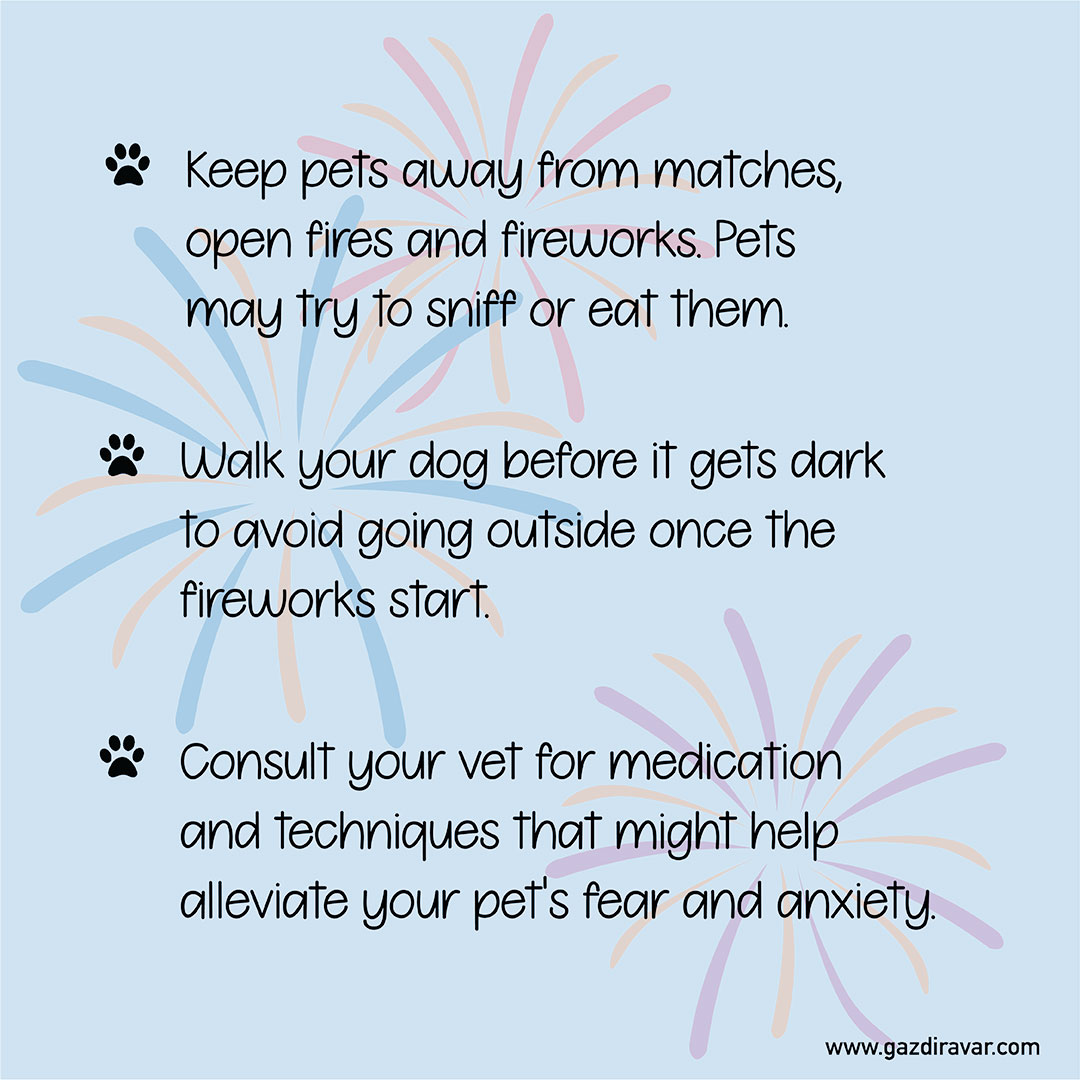 Keep pets away from matches,
open fires and fireworks. Pets
may try to sniff or eat them.
Walk your dog before it gets dark
to avoid going outside once the
fireworks start.
Consult your vet for medication
and techniques that might help
alleviate your pet's fear and anxiety.
www.gazdiravar.com